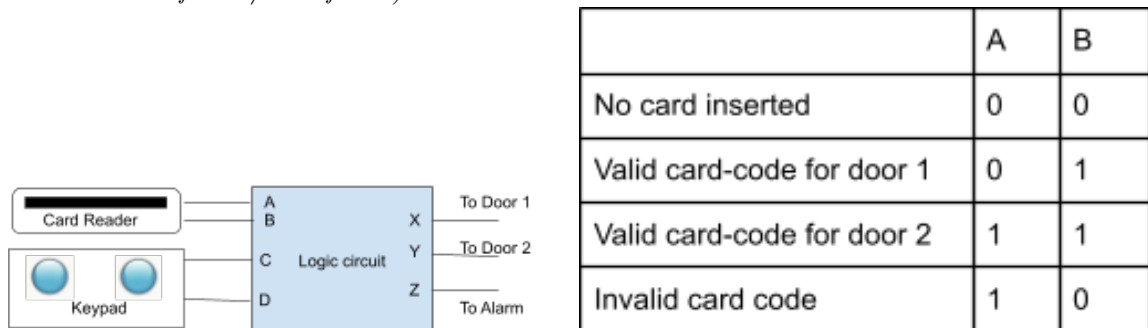 A B
No card inserted 0 0
Valid card-code for door 1 0 1
Valid card-code for door 2 1 1
Invalid card code 1 0
Card Reader
Keypad
A
B
C
D
Logic circuit
X
Y
Z
To Door 1
To Door 2
To Alarm